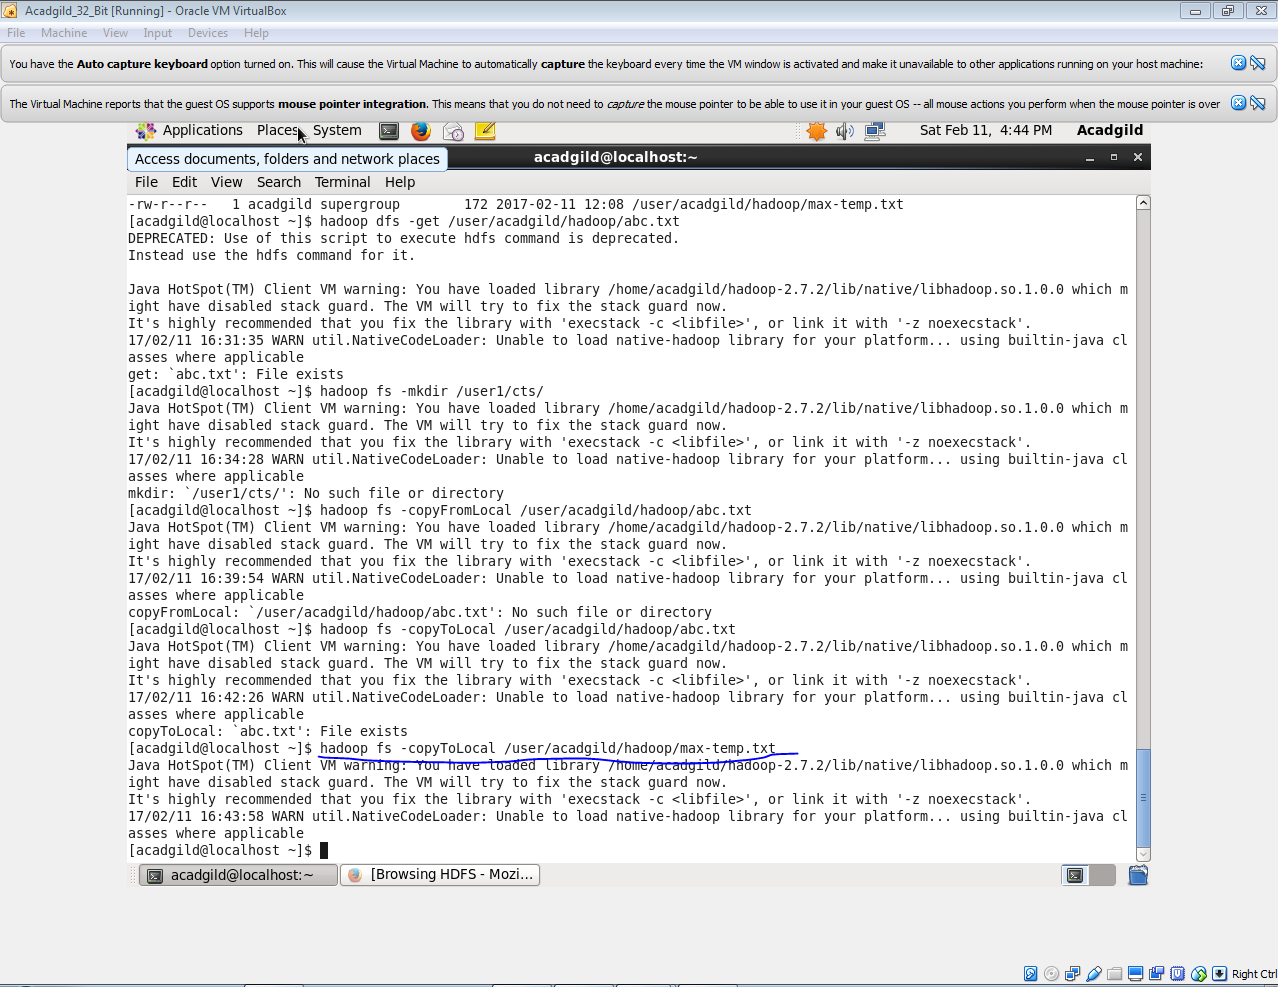 Acadgild_32_Bit [Running] - Oracle VM VirtualBox
File Machine View Input Devices Help
You have the Auto capture keyboard option turned on. This will cause the Virtual Machine to automatically capture the keyboard every time the VM window is activated and make it unavailable to other applications running on your host machine:
The Virtual Machine reports that the guest OS supports mouse pointer integration. This means that you do not need to capture the mouse pointer to be able to use it in your guest OS -- all mouse actions you perform when the mouse pointer is over
Applications Places System Sat Feb 11, 4:44 PM Acadgild
Access documents, folders and network places
acadgild@localhost:~
File Edit View Search Terminal Help
-rw-r--r--   1 acadgild supergroup        172 2017-02-11 12:08 /user/acadgild/hadoop/max-temp.txt
[acadgild@localhost ~]$ hadoop dfs -get /user/acadgild/hadoop/abc.txt
DEPRECATED: Use of this script to execute hdfs command is deprecated.
Instead use the hdfs command for it.
Java HotSpot(TM) Client VM warning: You have loaded library /home/acadgild/hadoop-2.7.2/lib/native/libhadoop.so.1.0.0 which m
ight have disabled stack guard. The VM will try to fix the stack guard now.
It's highly recommended that you fix the library with 'execstack -c <libfile>', or link it with '-z noexecstack'.
17/02/11 16:31:35 WARN util.NativeCodeLoader: Unable to load native-hadoop library for your platform... using builtin-java cl
asses where applicable
get: `abc.txt': File exists
[acadgild@localhost ~]$ hadoop fs -mkdir /user1/cts/
Java HotSpot(TM) Client VM warning: You have loaded library /home/acadgild/hadoop-2.7.2/lib/native/libhadoop.so.1.0.0 which m
ight have disabled stack guard. The VM will try to fix the stack guard now.
It's highly recommended that you fix the library with 'execstack -c <libfile>', or link it with '-z noexecstack'.
17/02/11 16:34:28 WARN util.NativeCodeLoader: Unable to load native-hadoop library for your platform... using builtin-java cl
asses where applicable
mkdir: `/user1/cts/': No such file or directory
[acadgild@localhost ~]$ hadoop fs -copyFromLocal /user/acadgild/hadoop/abc.txt
Java HotSpot(TM) Client VM warning: You have loaded library /home/acadgild/hadoop-2.7.2/lib/native/libhadoop.so.1.0.0 which m
ight have disabled stack guard. The VM will try to fix the stack guard now.
It's highly recommended that you fix the library with 'execstack -c <libfile>', or link it with '-z noexecstack'.
17/02/11 16:39:54 WARN util.NativeCodeLoader: Unable to load native-hadoop library for your platform... using builtin-java cl
asses where applicable
copyFromLocal: `/user/acadgild/hadoop/abc.txt': No such file or directory
[acadgild@localhost ~]$ hadoop fs -copyToLocal /user/acadgild/hadoop/abc.txt
Java HotSpot(TM) Client VM warning: You have loaded library /home/acadgild/hadoop-2.7.2/lib/native/libhadoop.so.1.0.0 which m
ight have disabled stack guard. The VM will try to fix the stack guard now.
It's highly recommended that you fix the library with 'execstack -c <libfile>', or link it with '-z noexecstack'.
17/02/11 16:42:26 WARN util.NativeCodeLoader: Unable to load native-hadoop library for your platform... using builtin-java cl
asses where applicable
copyToLocal: `abc.txt': File exists
[acadgild@localhost ~]$ hadoop fs -copyToLocal /user/acadgild/hadoop/max-temp.txt
Java HotSpot(TM) Client VM warning: You have loaded library /home/acadgild/hadoop-2.7.2/lib/native/libhadoop.so.1.0.0 which m
ight have disabled stack guard. The VM will try to fix the stack guard now.
It's highly recommended that you fix the library with 'execstack -c <libfile>', or link it with '-z noexecstack'.
17/02/11 16:43:58 WARN util.NativeCodeLoader: Unable to load native-hadoop library for your platform... using builtin-java cl
asses where applicable
[acadgild@localhost ~]$
acadgild@localhost:~ [Browsing HDFS - Mozi...
Right Ctrl